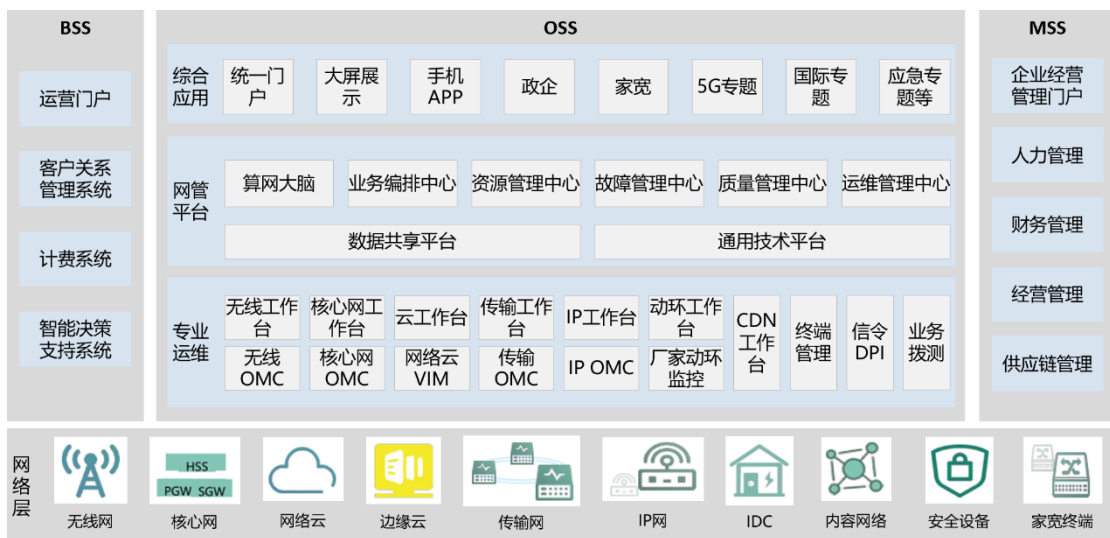 BSS
运营门户
客户关系
管理系统
计费系统
智能决策
支持系统
OSS
综合
应用
统一门
户
大屏展
示
手机
APP
政企
家宽
5G专题
国际专
题
应急专
题等
网管
平台
算网大脑
业务编排中心
资源管理中心
故障管理中心
质量管理中心
运维管理中心
数据共享平台
通用技术平台
专业
运维
无线工作
台
核心网工
作台
云工作台
传输工作
台
IP工作台
动环工作
台
无线
OMC
核心网
OMC
网络云
VIM
传输
OMC
IP OMC
厂家动环
监控
CDN
工作
台
终端
管理
信令
DPI
业务
拨测
MSS
企业经营
管理门户
人力管理
财务管理
经营管理
供应链管理
网
络
层
HSS
PGW SGW
无线网
核心网
网络云
边缘云
传输网
IP网
IDC
内容网络
安全设备
家宽终端